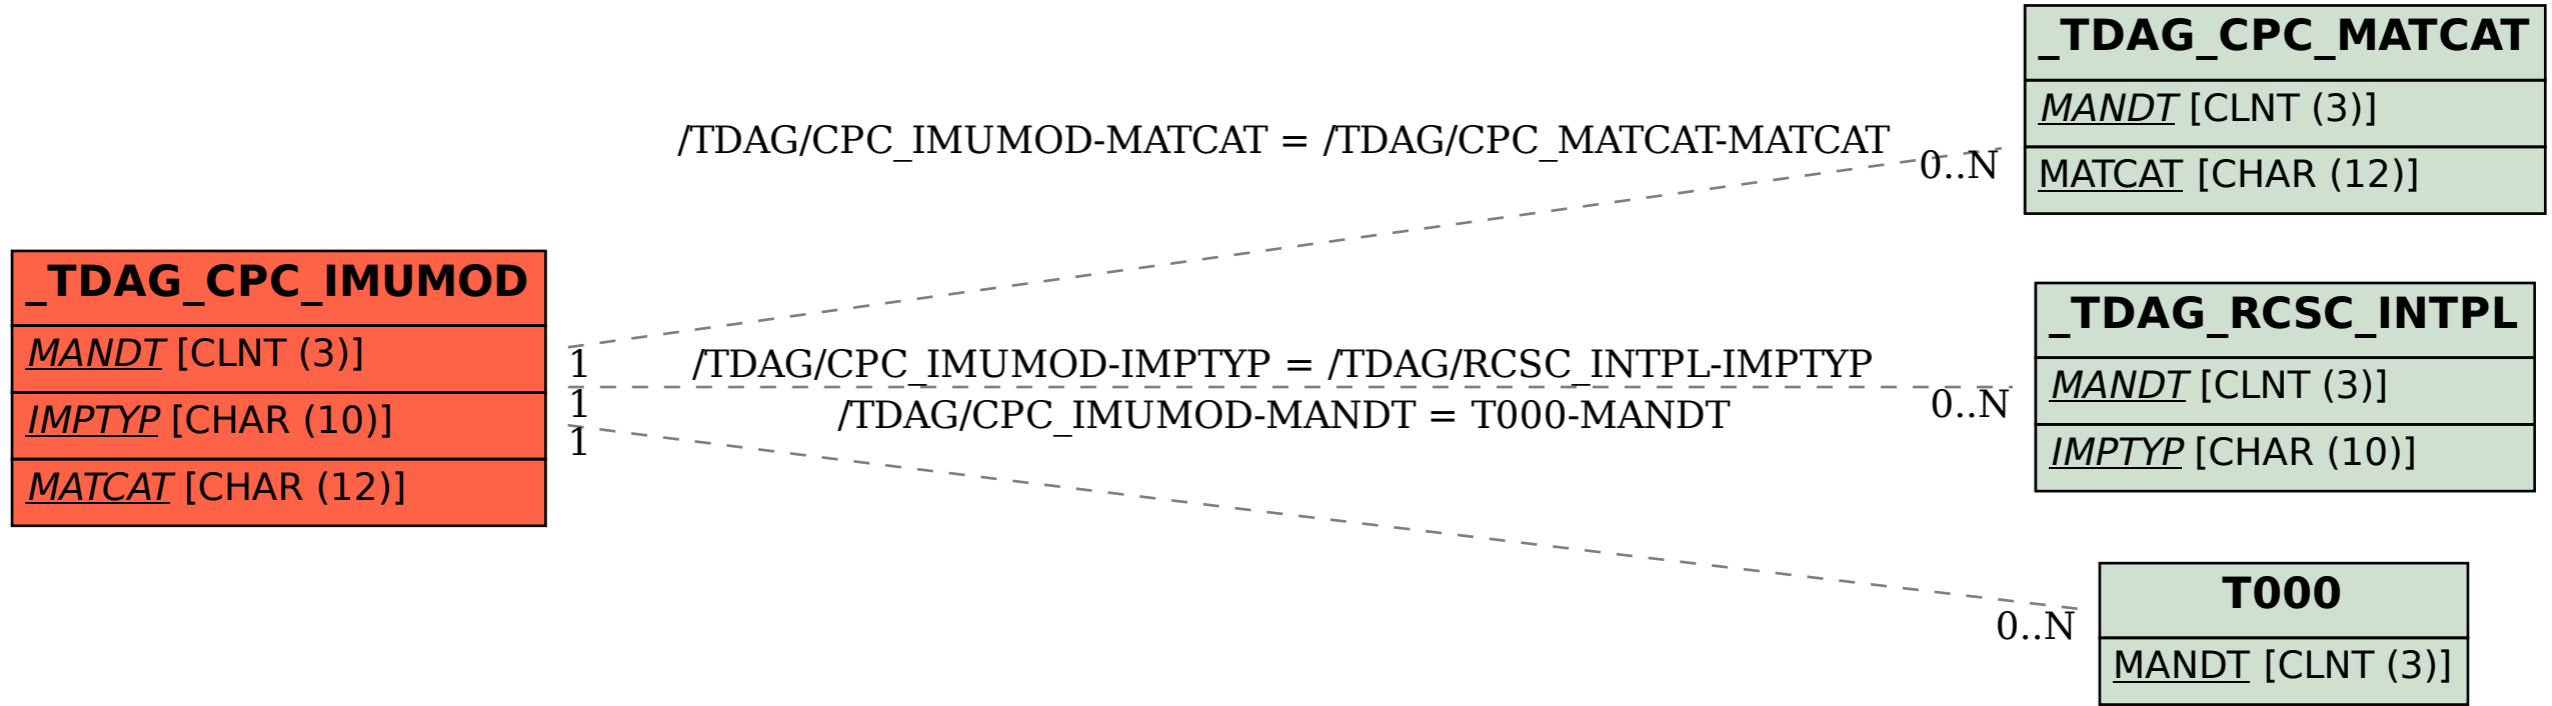 _TDAG_CPC_MATCAT
MANDT [CLNT (3)]
MATCAT [CHAR (12)]
/TDAG/CPC_IMUMOD-MATCAT = /TDAG/CPC_MATCAT-MATCAT
0..N
_TDAG_CPC_IMUMOD
MANDT [CLNT (3)]
IMPTYP [CHAR (10)]
MATCAT [CHAR (12)]
1
/TDAG/CPC_IMUMOD-IMPTYP = /TDAG/RCSC_INTPL-IMPTYP
1
0..N
/TDAG/CPC_IMUMOD-MANDT = T000-MANDT
1
_TDAG_RCSC_INTPL
MANDT [CLNT (3)]
IMPTYP [CHAR (10)]
0..N
T000
MANDT [CLNT (3)]